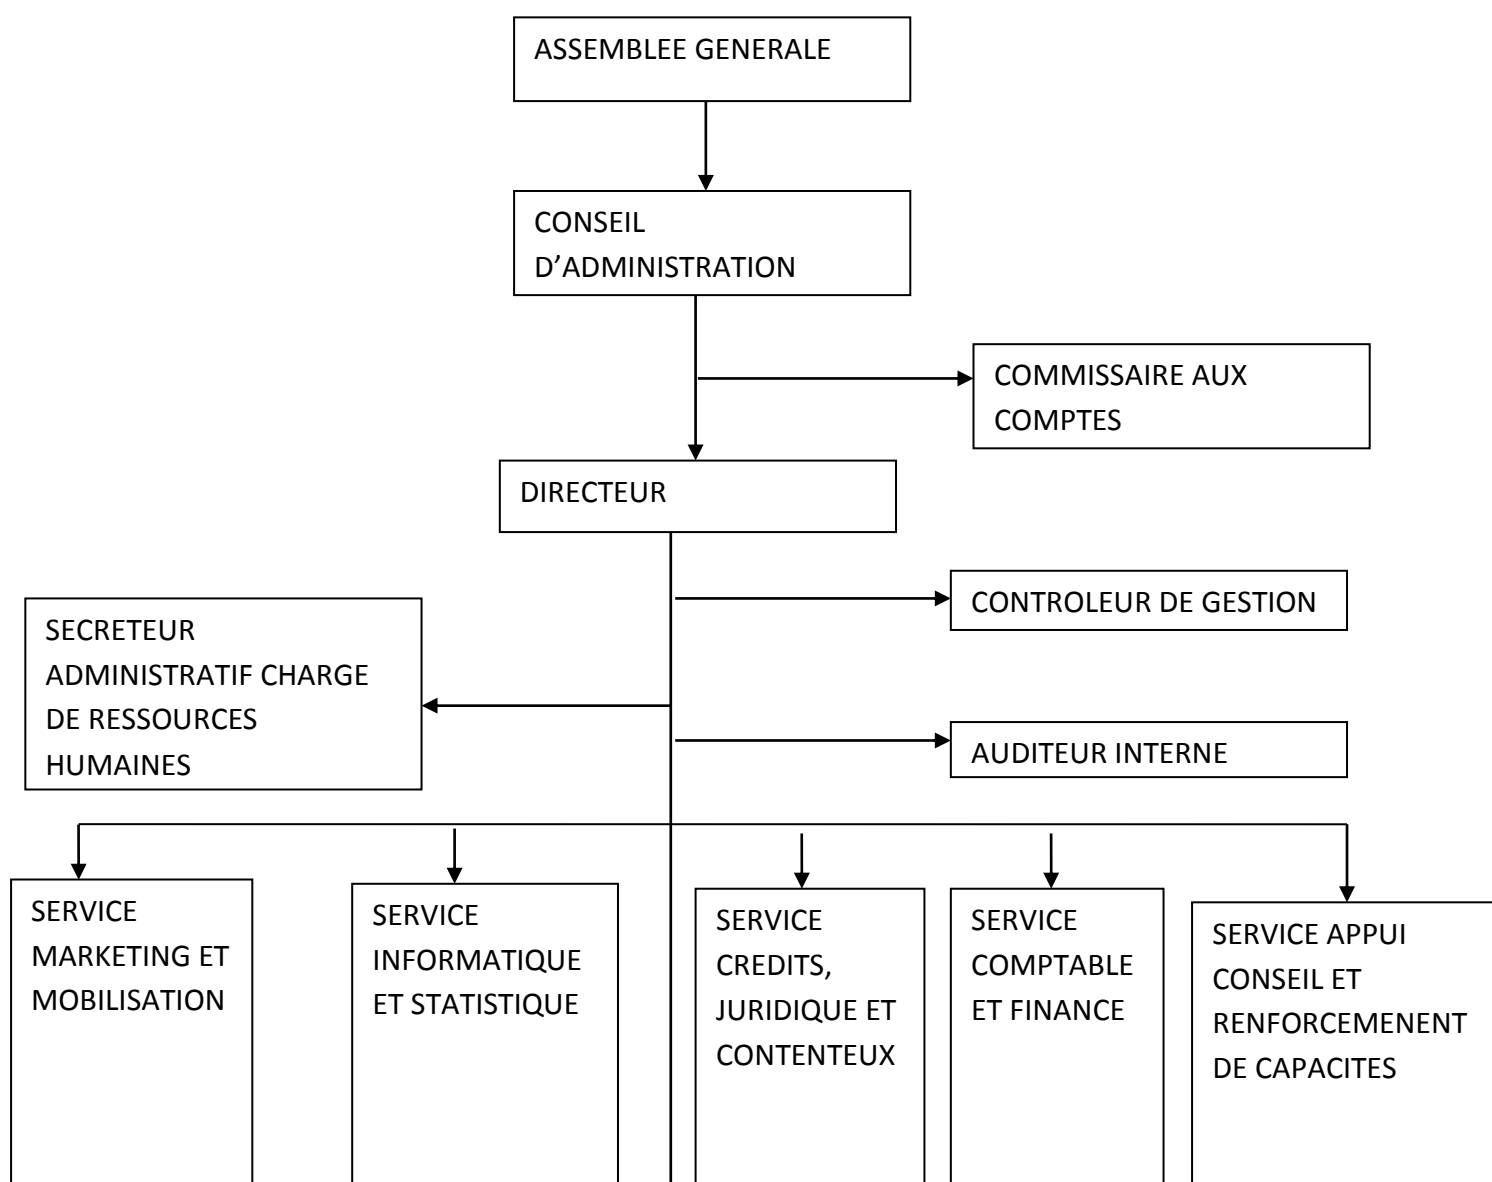 ASSEMBLEE GENERALE
CONSEIL
D’ADMINISTRATION
COMMISSAIRE AUX
COMPTES
DIRECTEUR
CONTROLEUR DE GESTION
SECRETEUR
ADMINISTRATIF CHARGE
DE RESSOURCES
HUMAINES
AUDITEUR INTERNE
SERVICE
MARKETING ET
MOBILISATION
SERVICE
INFORMATIQUE
ET STATISTIQUE
SERVICE
CREDITS,
JURIDIQUE ET
CONTENTEUX
SERVICE
COMPTABLE
ET FINANCE
SERVICE APPUI
CONSEIL ET
RENFORCEMENENT
DE CAPACITES